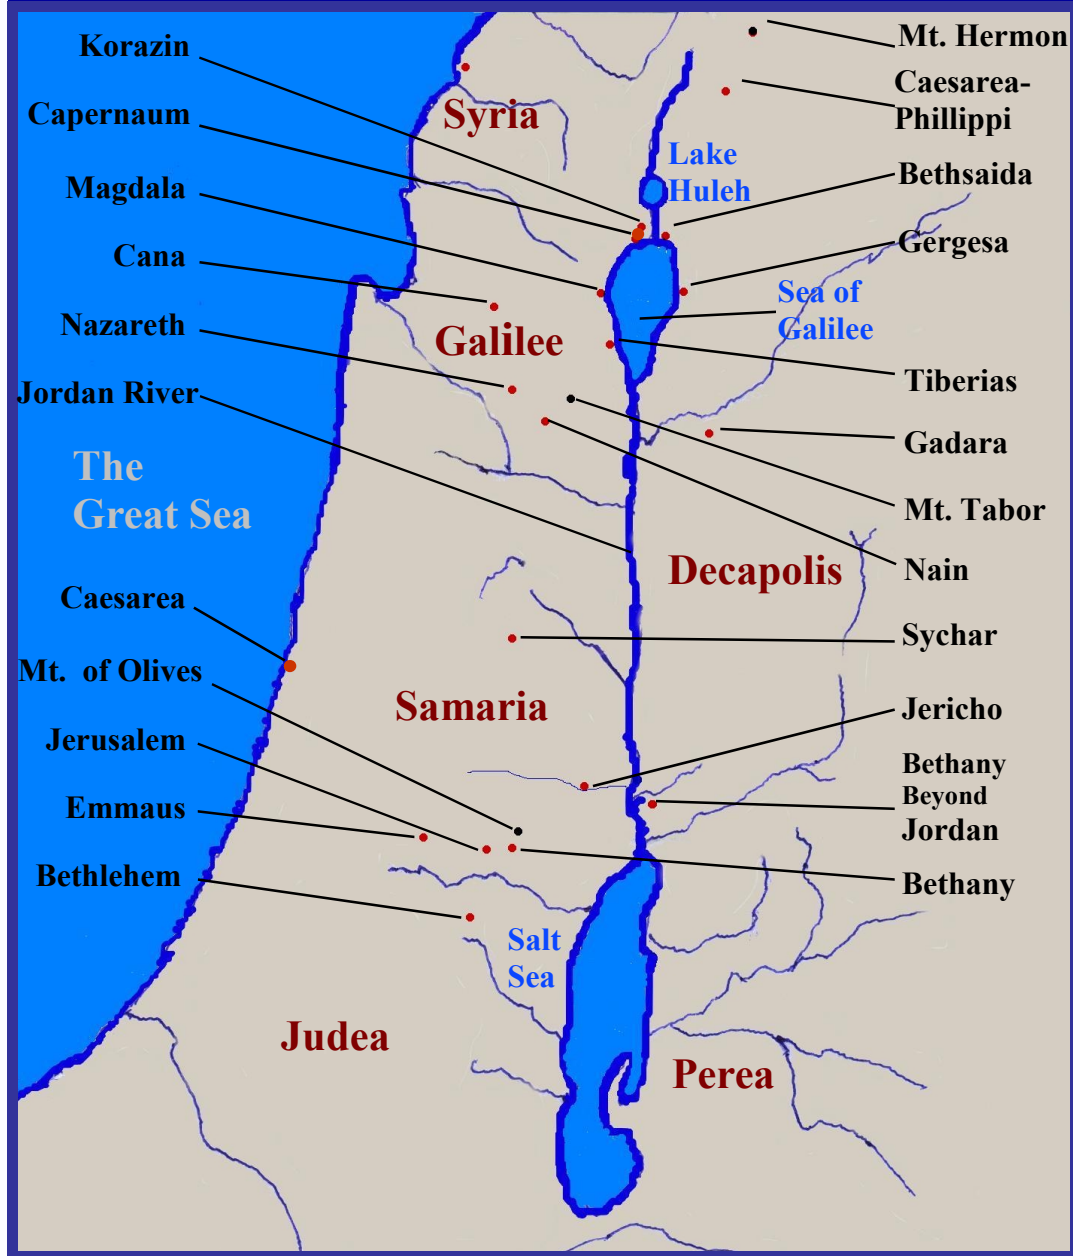 Korazin
Capernaum
Magdala
Cana
Nazareth
Jordan River
The
Great Sea
Caesarea
Mt. of Olives
Jerusalem
Emmaus
Bethlehem
Syria
Galilee
Samaria
Judea
Salt
Sea
Lake
Huleh
Sea of
Galilee
Decapolis
Perea
Mt. Hermon
Caesarea-
Phillippi
Bethsaida
Gergesa
Tiberias
Gadara
Mt. Tabor
Nain
Sychar
Jericho
Bethany
Beyond
Jordan
Bethany